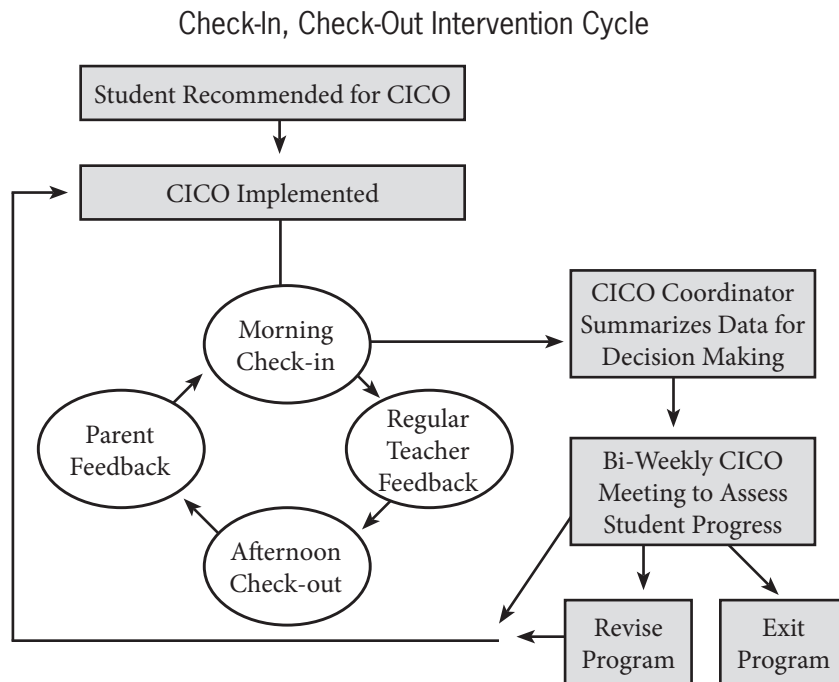 Check-In, Check-Out Intervention Cycle
Student Recommended for CICO
CICO Implemented
Morning
Check-in
CICO Coordinator
Summarizes Data for
Decision Making
Regular
Teacher
Feedback
Parent
Feedback
Afternoon
Check-out
Bi-Weekly CICO
Meeting to Assess
Student Progress
Revise
Program
Exit
Program